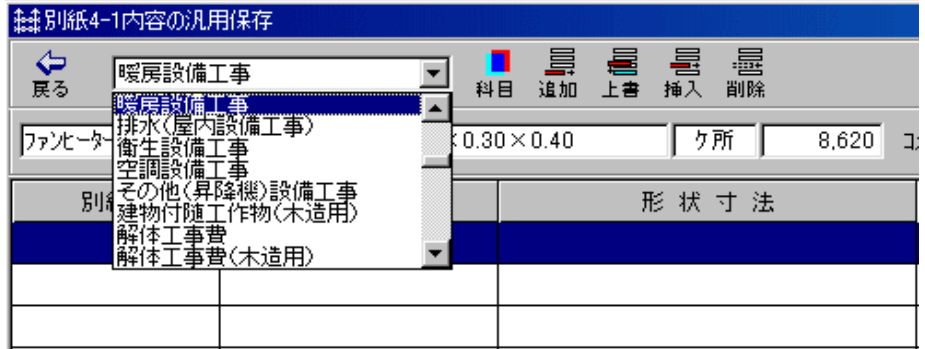 別紙4-1内容の汎用保存
戻る
暖房設備工事
科目 追加 上書 挿入 削除
暖房設備工事
排水(屋内設備工事)
衛生設備工事
空調設備工事
その他(昇降機)設備工事
建物付随工作物(木造用)
解体工事費
解体工事費(木造用)
ファンヒーター ×0.30×0.40 ケ所 8,620
別紙 形状寸法